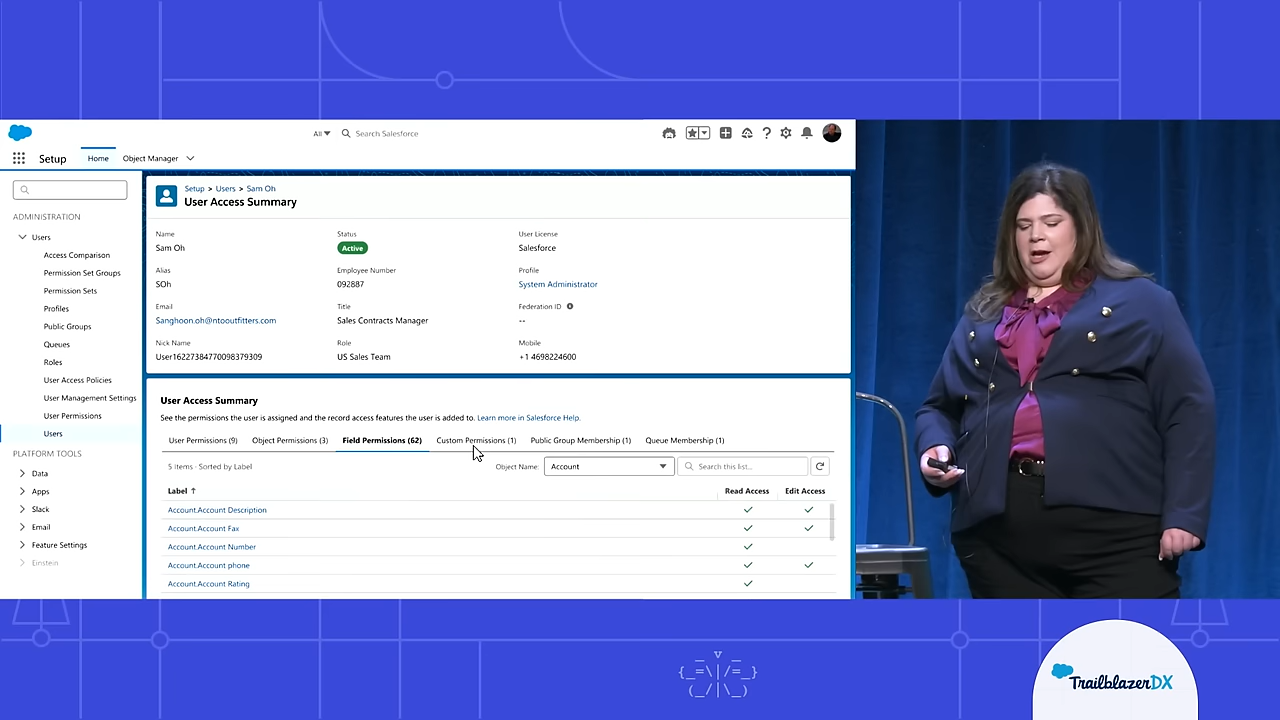 All
Search Salesforce
Setup
Home
Object Manager
ADMINISTRATION
Users
Access Comparison
Permission Set Groups
Permission Sets
Profiles
Public Groups
Queues
Roles
User Access Policies
User Management Settings
User Permissions
Users
PLATFORM TOOLS
Data
Apps
Slack
Email
Feature Settings
Einstein
Setup > Users > Sam Oh
User Access Summary
Name
Status
User License
Sam Oh
Active
Salesforce
Alias
Employee Number
Profile
SOh
092887
System Administrator
Email
Title
Federation ID
Sanghoon.oh@ntooutfitters.com
Sales Contracts Manager
--
Nick Name
Role
Mobile
User16227384770098379309
US Sales Team
+1 4698224600
User Access Summary
See the permissions the user is assigned and the record access features the user is added to. Learn more in Salesforce Help.
User Permissions (9)
Object Permissions (3)
Field Permissions (62)
Custom Permissions (1)
Public Group Membership (1)
Queue Membership (1)
5 items · Sorted by Label
Object Name:
Account
Search this list...
Label ↑
Read Access
Edit Access
Account.Account Description
Account.Account Fax
Account.Account Number
Account.Account phone
Account.Account Rating
TrailblazerDX